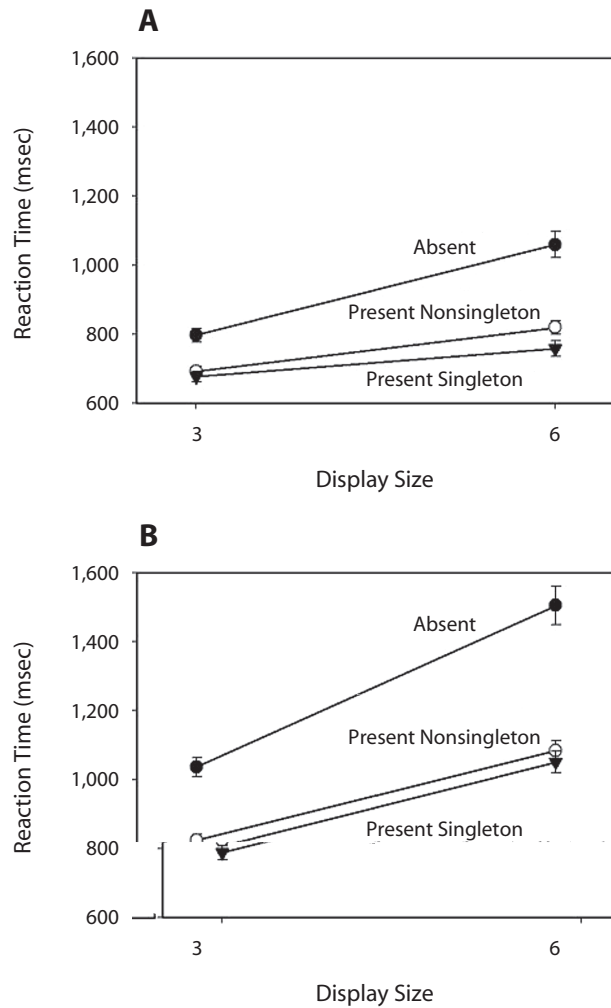 A
1,600
1,400
1,200
1,000
800
600
Reaction Time (msec)
Absent
Present Nonsingleton
Present Singleton
3 6
Display Size
B
1,600
1,400
1,200
1,000
800
600
Reaction Time (msec)
Absent
Present Nonsingleton
Present Singleton
3 6
Display Size